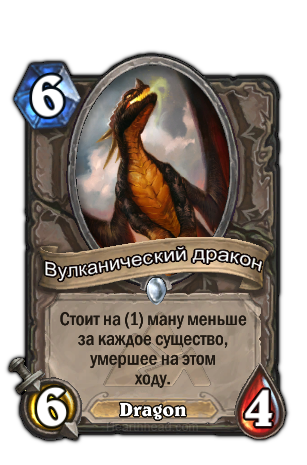 6
Вулканический дракон
Стоит на (1) ману меньше
за каждое существо,
умершее на этом
ходу.
6
Dragon
4